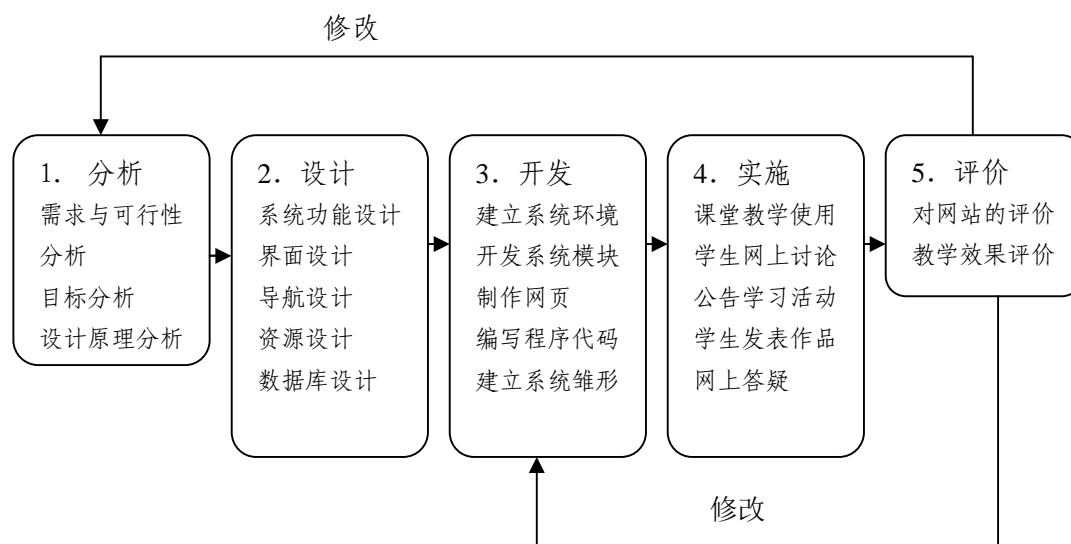 修改
1. 分析
需求与可行性
分析
目标分析
设计原理分析
2. 设计
系统功能设计
界面设计
导航设计
资源设计
数据库设计
3. 开发
建立系统环境
开发系统模块
制作网页
编写程序代码
建立系统雏形
4. 实施
课堂教学使用
学生网上讨论
公告学习活动
学生发表作品
网上答疑
5. 评价
对网站的评价
教学效果评价
修改